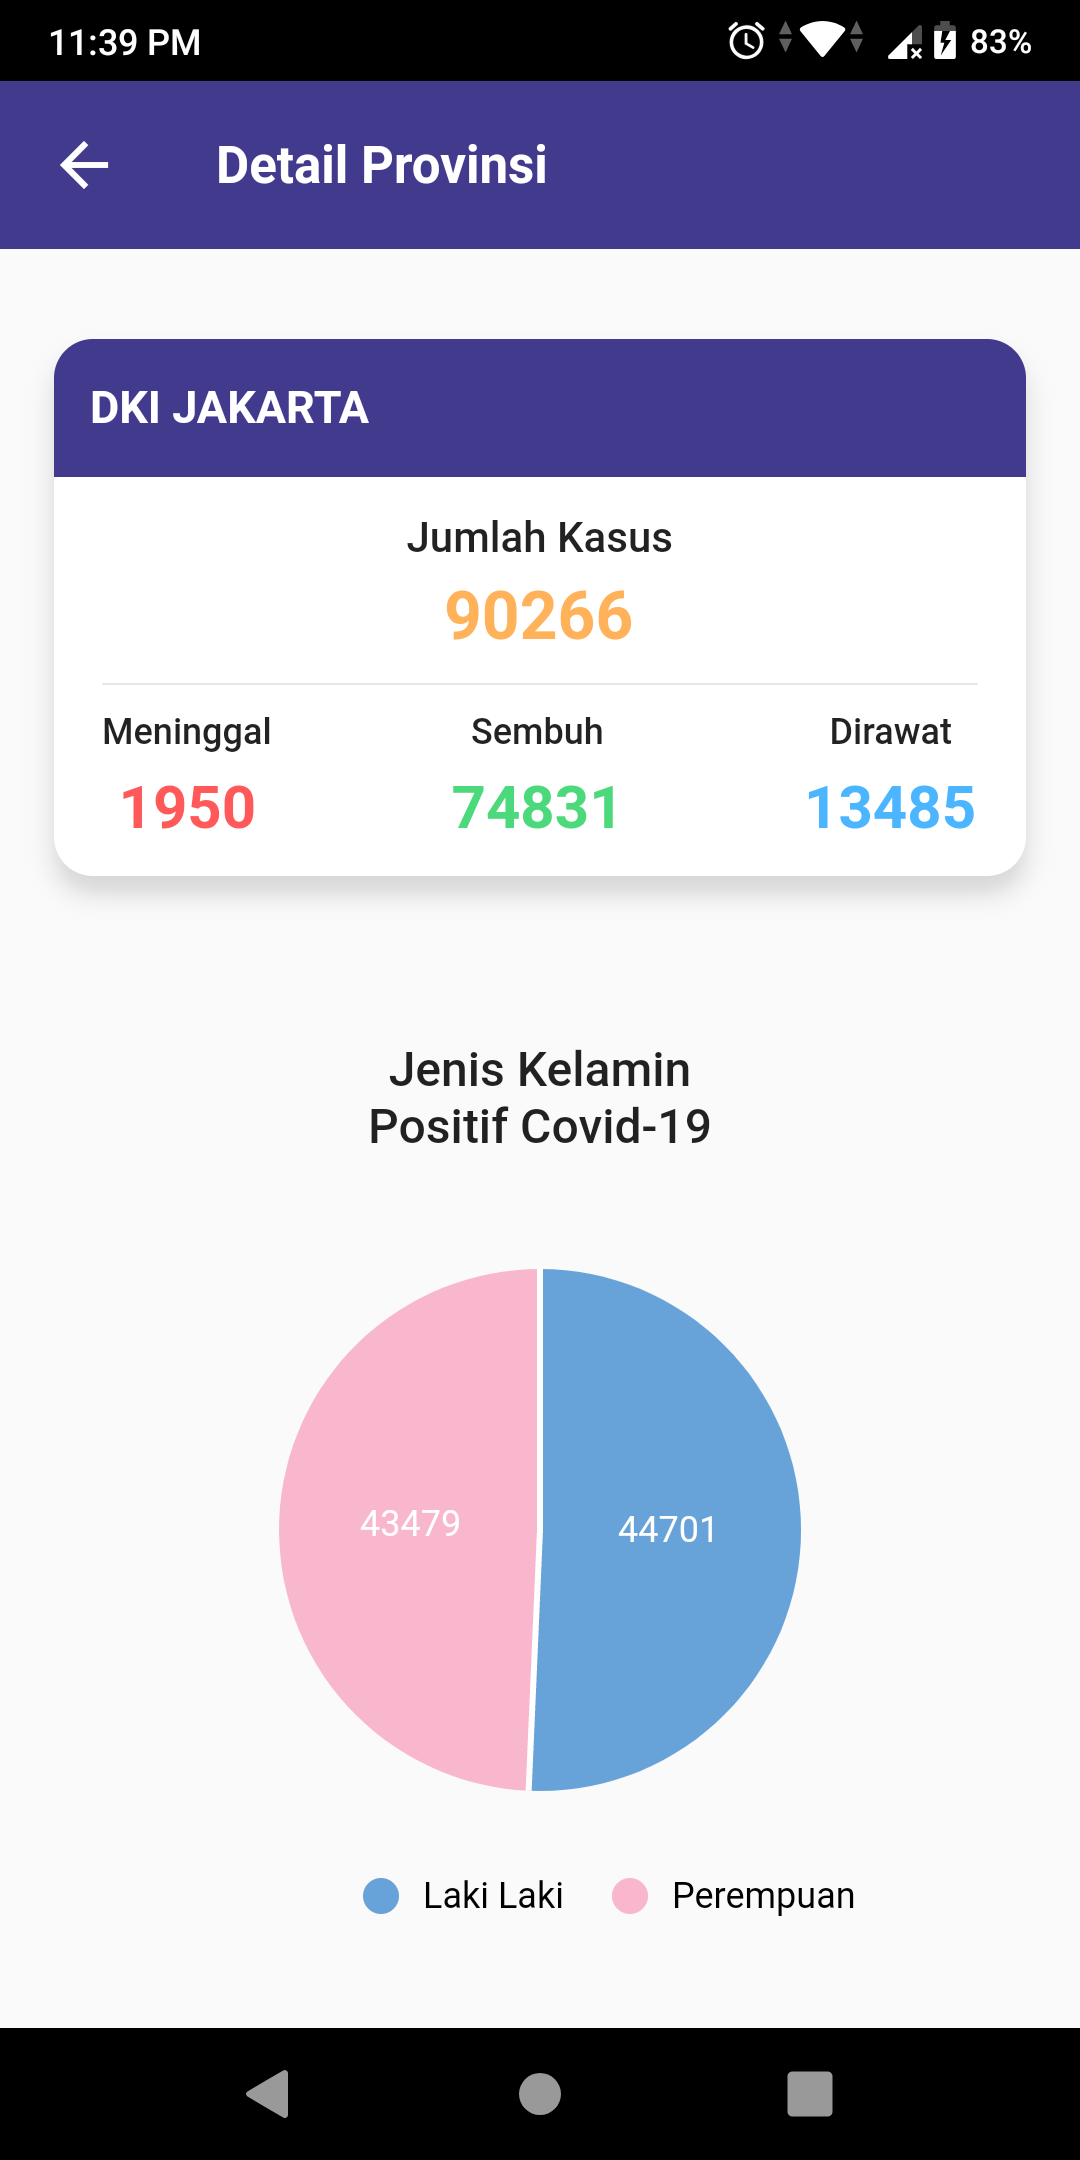 11:39 PM 83%
Detail Provinsi
DKI JAKARTA
Jumlah Kasus
90266
Meninggal Sembuh Dirawat
1950 74831 13485
Jenis Kelamin
Positif Covid-19
43479 44701
Laki Laki Perempuan